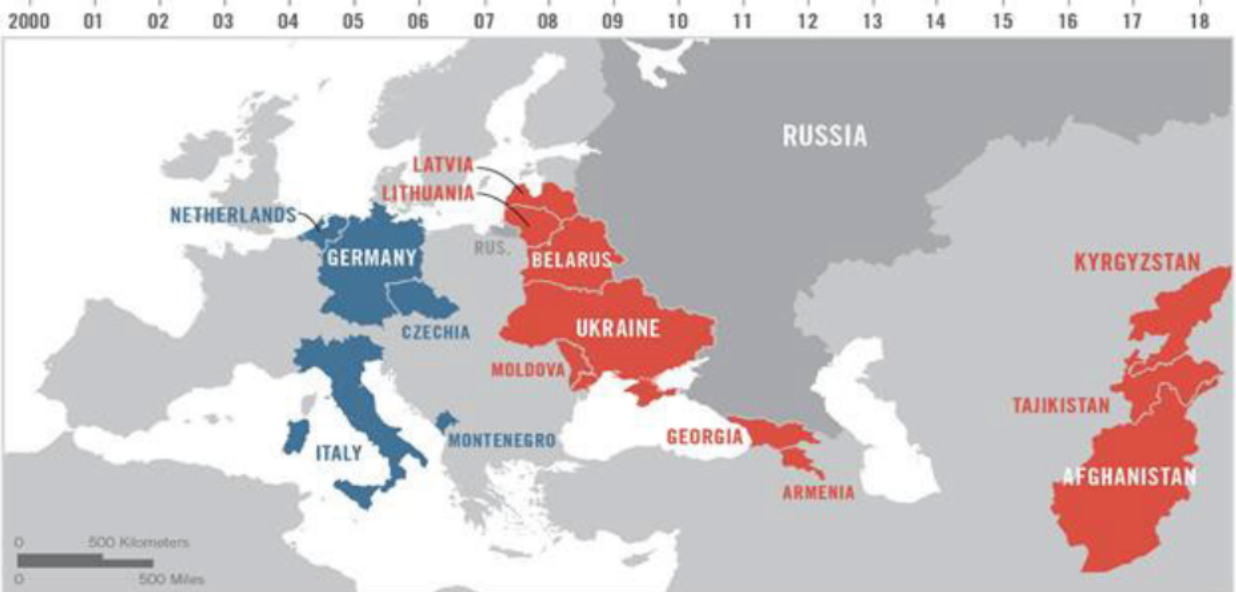 2000 01 02 03 04 05 06 07 08 09 10 11 12 13 14 15 16 17 18
RUSSIA
LATVIA
LITHUANIA
NETHERLANDS
RUS.
GERMANY
BELARUS
KYRGYZSTAN
CZECHIA
UKRAINE
MOLDOVA
TAJIKISTAN
MONTENEGRO
GEORGIA
ITALY
AFGHANISTAN
ARMENIA
0 500 Kilometers
0 500 Miles